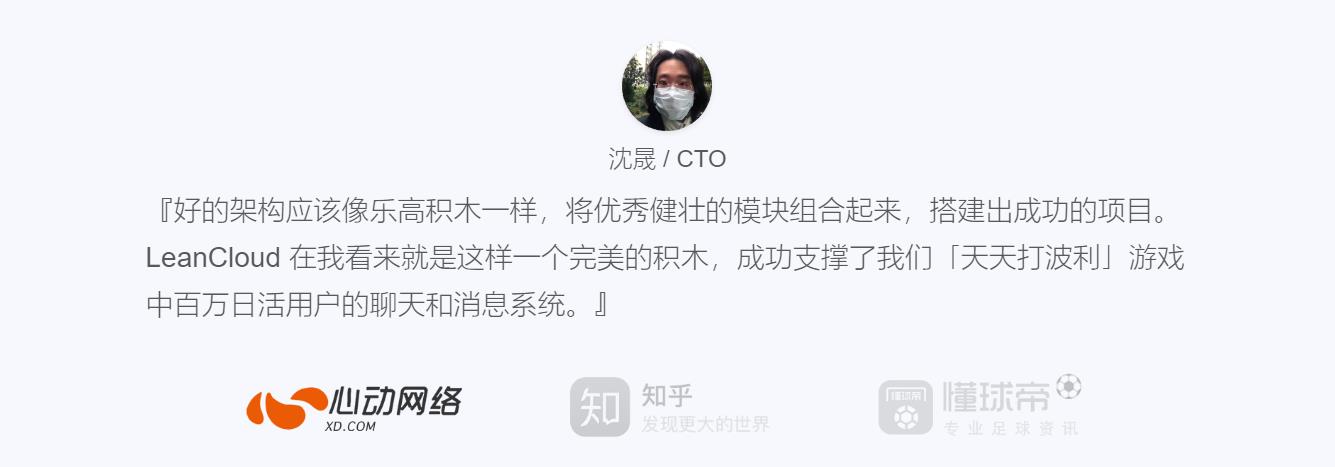 沈晟 / CTO
『好的架构应该像乐高积木一样，将优秀健壮的模块组合起来，搭建出成功的项目。
LeanCloud 在我看来就是这样一个完美的积木，成功支撑了我们「天天打波利」游戏
中百万日活用户的聊天和消息系统。』
心动网络
XD.COM
知
知乎
发现更大的世界
懂球帝
懂球帝
专业足球资讯